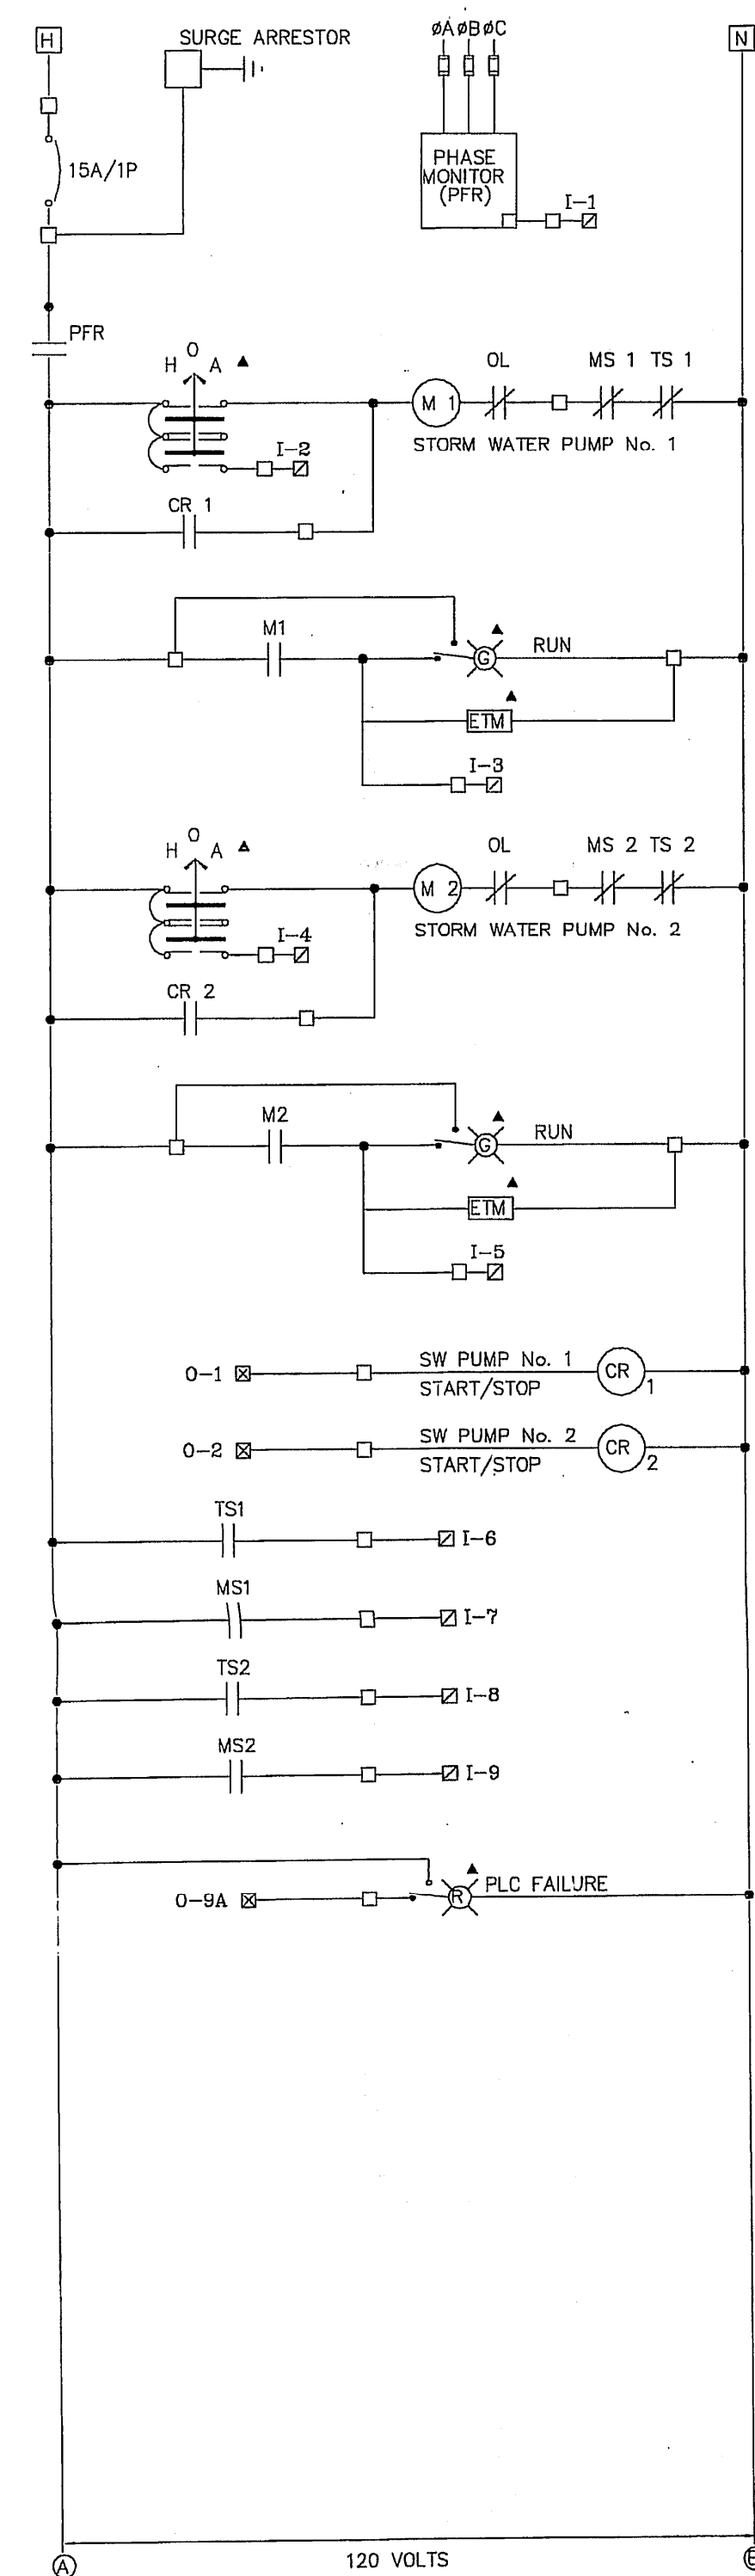 H
SURGE ARRESTOR
øA øB øC
N
15A/1P
PHASE
MONITOR
(PFR)
I-1
PFR
H O A
OL
MS 1 TS 1
M 1
I-2
STORM WATER PUMP No. 1
CR 1
M1
G
RUN
ETM
I-3
H O A
OL
MS 2 TS 2
M 2
I-4
STORM WATER PUMP No. 2
CR 2
M2
G
RUN
ETM
I-5
O-1
SW PUMP No. 1
START/STOP
CR
1
O-2
SW PUMP No. 2
START/STOP
CR
2
TS1
I-6
MS1
I-7
TS2
I-8
MS2
I-9
O-9A
R
PLC FAILURE
A
120 VOLTS